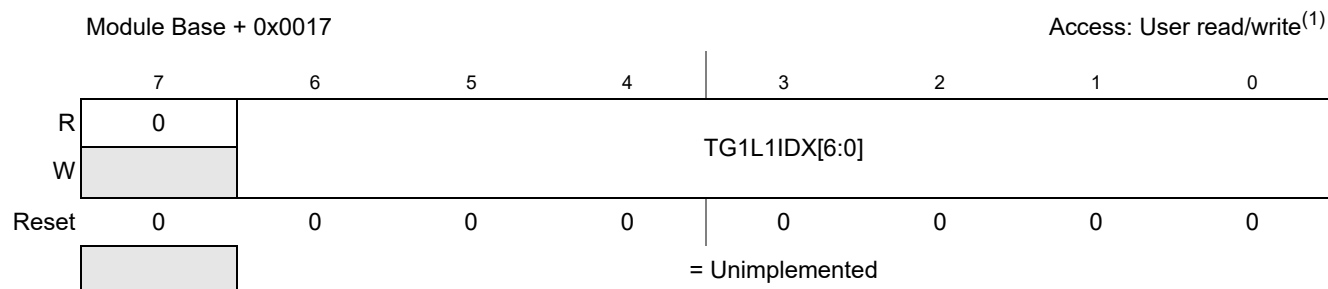 Module Base + 0x0017 Access: User read/write(1)
7 6 5 4 3 2 1 0
R 0
TG1L1IDX[6:0]
W
Reset 0 0 0 0 0 0 0 0
= Unimplemented